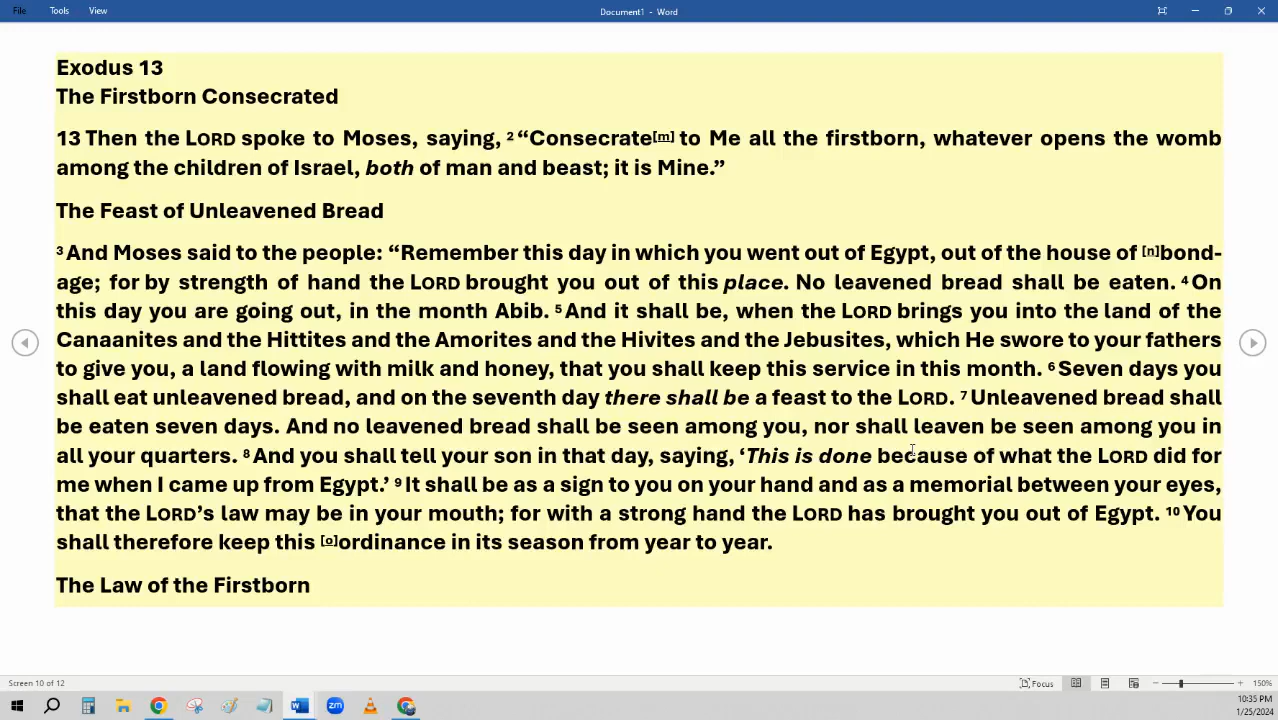 File Tools View Document1 - Word
Exodus 13
The Firstborn Consecrated
13 Then the LORD spoke to Moses, saying, 2 “Consecrate[m] to Me all the firstborn, whatever opens the womb
among the children of Israel, both of man and beast; it is Mine.”
The Feast of Unleavened Bread
3 And Moses said to the people: “Remember this day in which you went out of Egypt, out of the house of [n]bond-
age; for by strength of hand the LORD brought you out of this place. No leavened bread shall be eaten. 4 On
this day you are going out, in the month Abib. 5 And it shall be, when the LORD brings you into the land of the
Canaanites and the Hittites and the Amorites and the Hivites and the Jebusites, which He swore to your fathers
to give you, a land flowing with milk and honey, that you shall keep this service in this month. 6 Seven days you
shall eat unleavened bread, and on the seventh day there shall be a feast to the LORD. 7 Unleavened bread shall
be eaten seven days. And no leavened bread shall be seen among you, nor shall leaven be seen among you in
all your quarters. 8 And you shall tell your son in that day, saying, ‘This is done because of what the LORD did for
me when I came up from Egypt.’ 9 It shall be as a sign to you on your hand and as a memorial between your eyes,
that the LORD’s law may be in your mouth; for with a strong hand the LORD has brought you out of Egypt. 10 You
shall therefore keep this [o]ordinance in its season from year to year.
The Law of the Firstborn
Screen 10 of 12 Focus 150%
zm 10:35 PM
1/25/2024